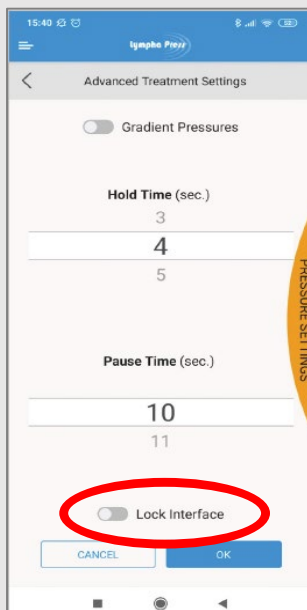 15:40
Lympha Press
Advanced Treatment Settings
Gradient Pressures
Hold Time (sec.)
3
4
5
PRESSURE SETTINGS
Pause Time (sec.)
10
11
Lock Interface
CANCEL
OK